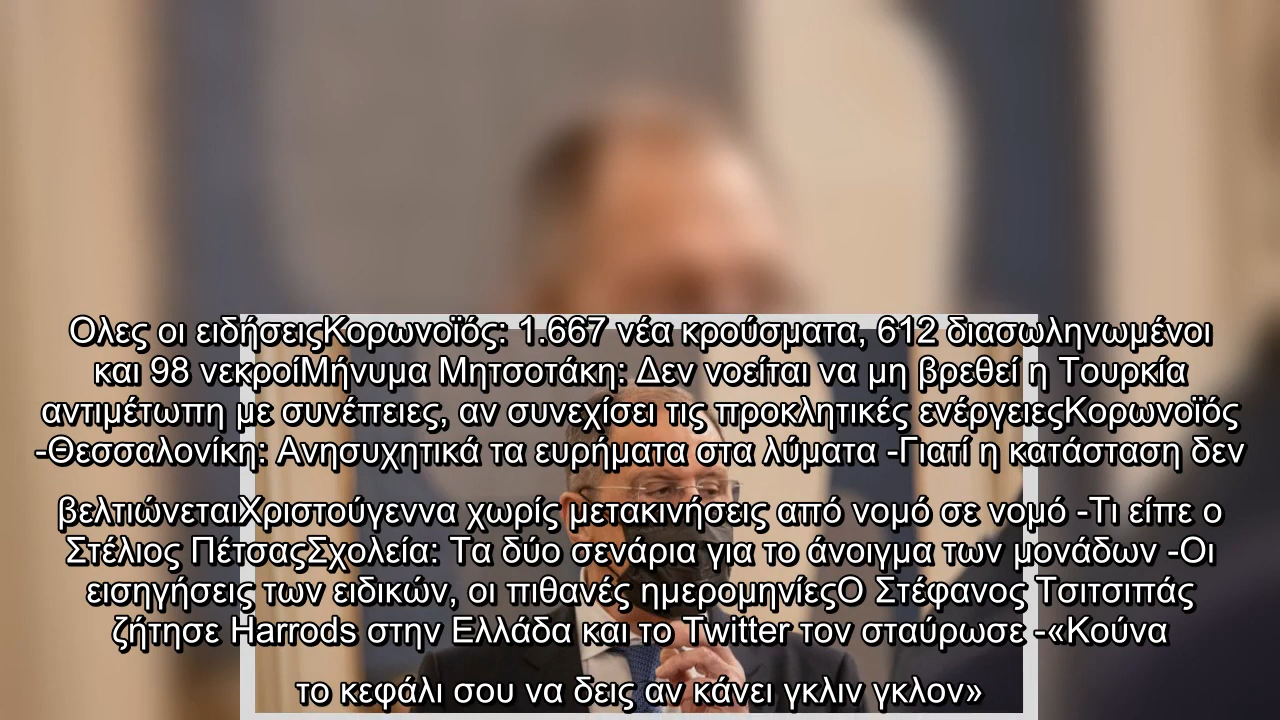 Ολες οι ειδήσειςΚορωνοϊός: 1.667 νέα κρούσματα, 612 διασωληνωμένοι
και 98 νεκροίΜήνυμα Μητσοτάκη: Δεν νοείται να μη βρεθεί η Τουρκία
αντιμέτωπη με συνέπειες, αν συνεχίσει τις προκλητικές ενέργειεςΚορωνοϊός
-Θεσσαλονίκη: Ανησυχητικά τα ευρήματα στα λύματα -Γιατί η κατάσταση δεν
βελτιώνεταιΧριστούγεννα χωρίς μετακινήσεις από νομό σε νομό -Τι είπε ο
Στέλιος ΠέτσαςΣχολεία: Τα δύο σενάρια για το άνοιγμα των μονάδων -Οι
εισηγήσεις των ειδικών, οι πιθανές ημερομηνίεςΟ Στέφανος Τσιτσιπάς
ζήτησε Harrods στην Ελλάδα και το Twitter τον σταύρωσε -«Κούνα
το κεφάλι σου να δεις αν κάνει γκλιν γκλον»